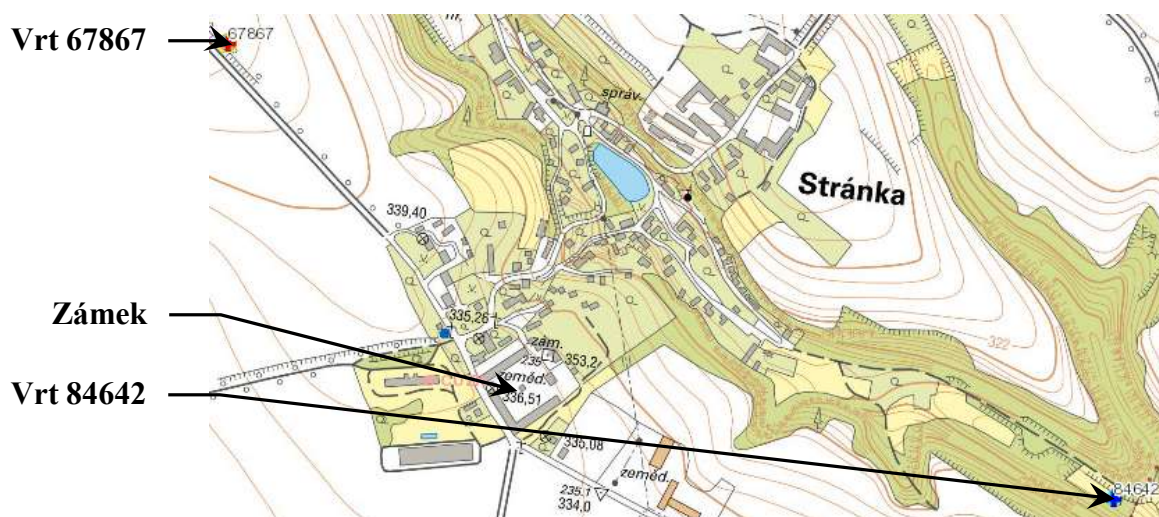 Vrt 67867
67867
správ.
Stránka
339,40
Zámek
335,26
zám.
235
353,2
zeměd.
336,51
322
Vrt 84642
335,08
zeměd.
84642
235.1
334,0